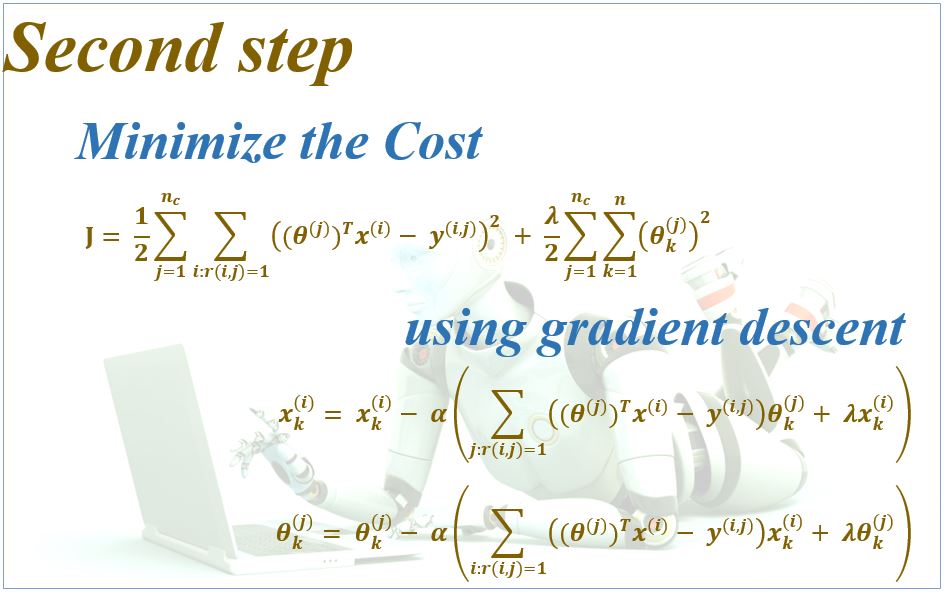 Second step
Minimize the Cost
J = \frac{1}{2} \sum_{j=1}^{n_c} \sum_{i:r(i,j)=1} \left( (\theta^{(j)})^T x^{(i)} - y^{(i,j)} \right)^2 + \frac{\lambda}{2} \sum_{j=1}^{n_c} \sum_{k=1}^{n} \left( \theta_k^{(j)} \right)^2
using gradient descent
x_k^{(i)} = x_k^{(i)} - \alpha \left( \sum_{j:r(i,j)=1} \left( (\theta^{(j)})^T x^{(i)} - y^{(i,j)} \right) \theta_k^{(j)} + \lambda x_k^{(i)} \right)
\theta_k^{(j)} = \theta_k^{(j)} - \alpha \left( \sum_{i:r(i,j)=1} \left( (\theta^{(j)})^T x^{(i)} - y^{(i,j)} \right) x_k^{(i)} + \lambda \theta_k^{(j)} \right)